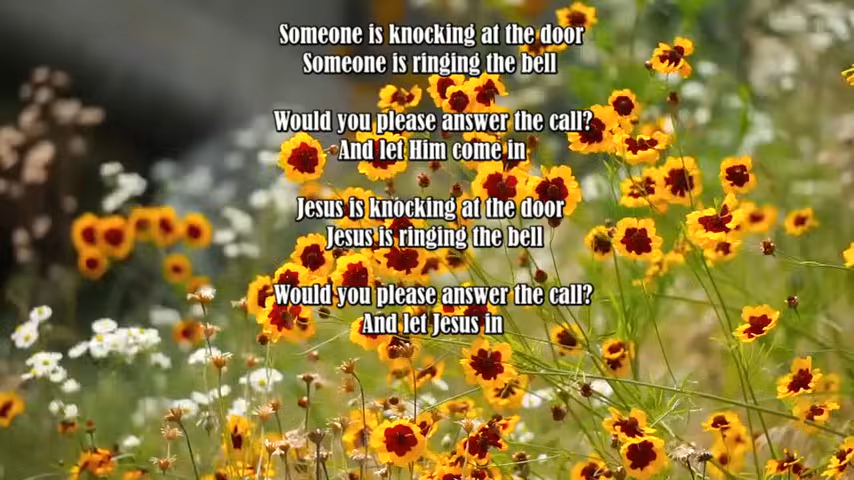 Someone is knocking at the door
Someone is ringing the bell
Would you please answer the call?
And let Him come in
Jesus is knocking at the door
Jesus is ringing the bell
Would you please answer the call?
And let Jesus in